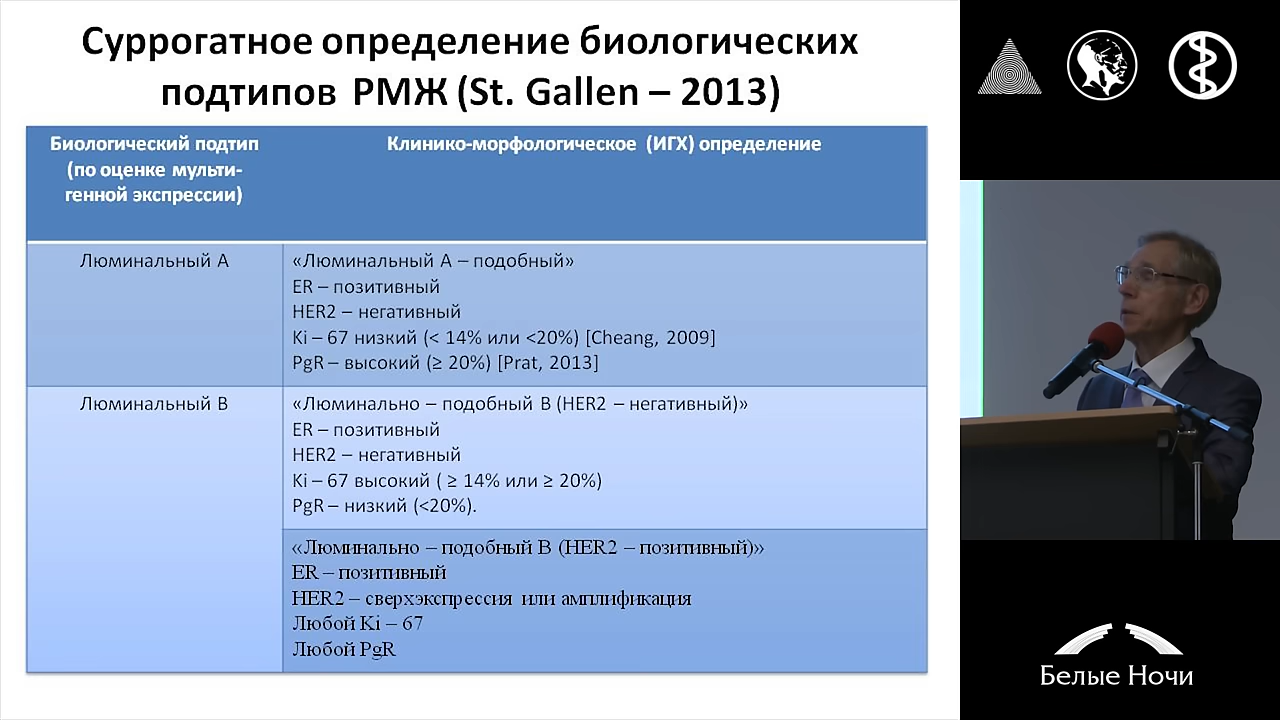 Суррогатное определение биологических
подтипов РМЖ (St. Gallen – 2013)
Биологический подтип
(по оценке мульти-
генной экспрессии)
Клинико-морфологическое (ИГХ) определение
Люминальный А
«Люминальный А – подобный»
ER – позитивный
HER2 – негативный
Ki – 67 низкий (< 14% или <20%) [Cheang, 2009]
PgR – высокий (≥ 20%) [Prat, 2013]
Люминальный В
«Люминально – подобный В (HER2 – негативный)»
ER – позитивный
HER2 – негативный
Ki – 67 высокий ( ≥ 14% или ≥ 20%)
PgR – низкий (<20%).
«Люминально – подобный В (HER2 – позитивный)»
ER – позитивный
HER2 – сверхэкспрессия или амплификация
Любой Ki – 67
Любой PgR
Белые Ночи